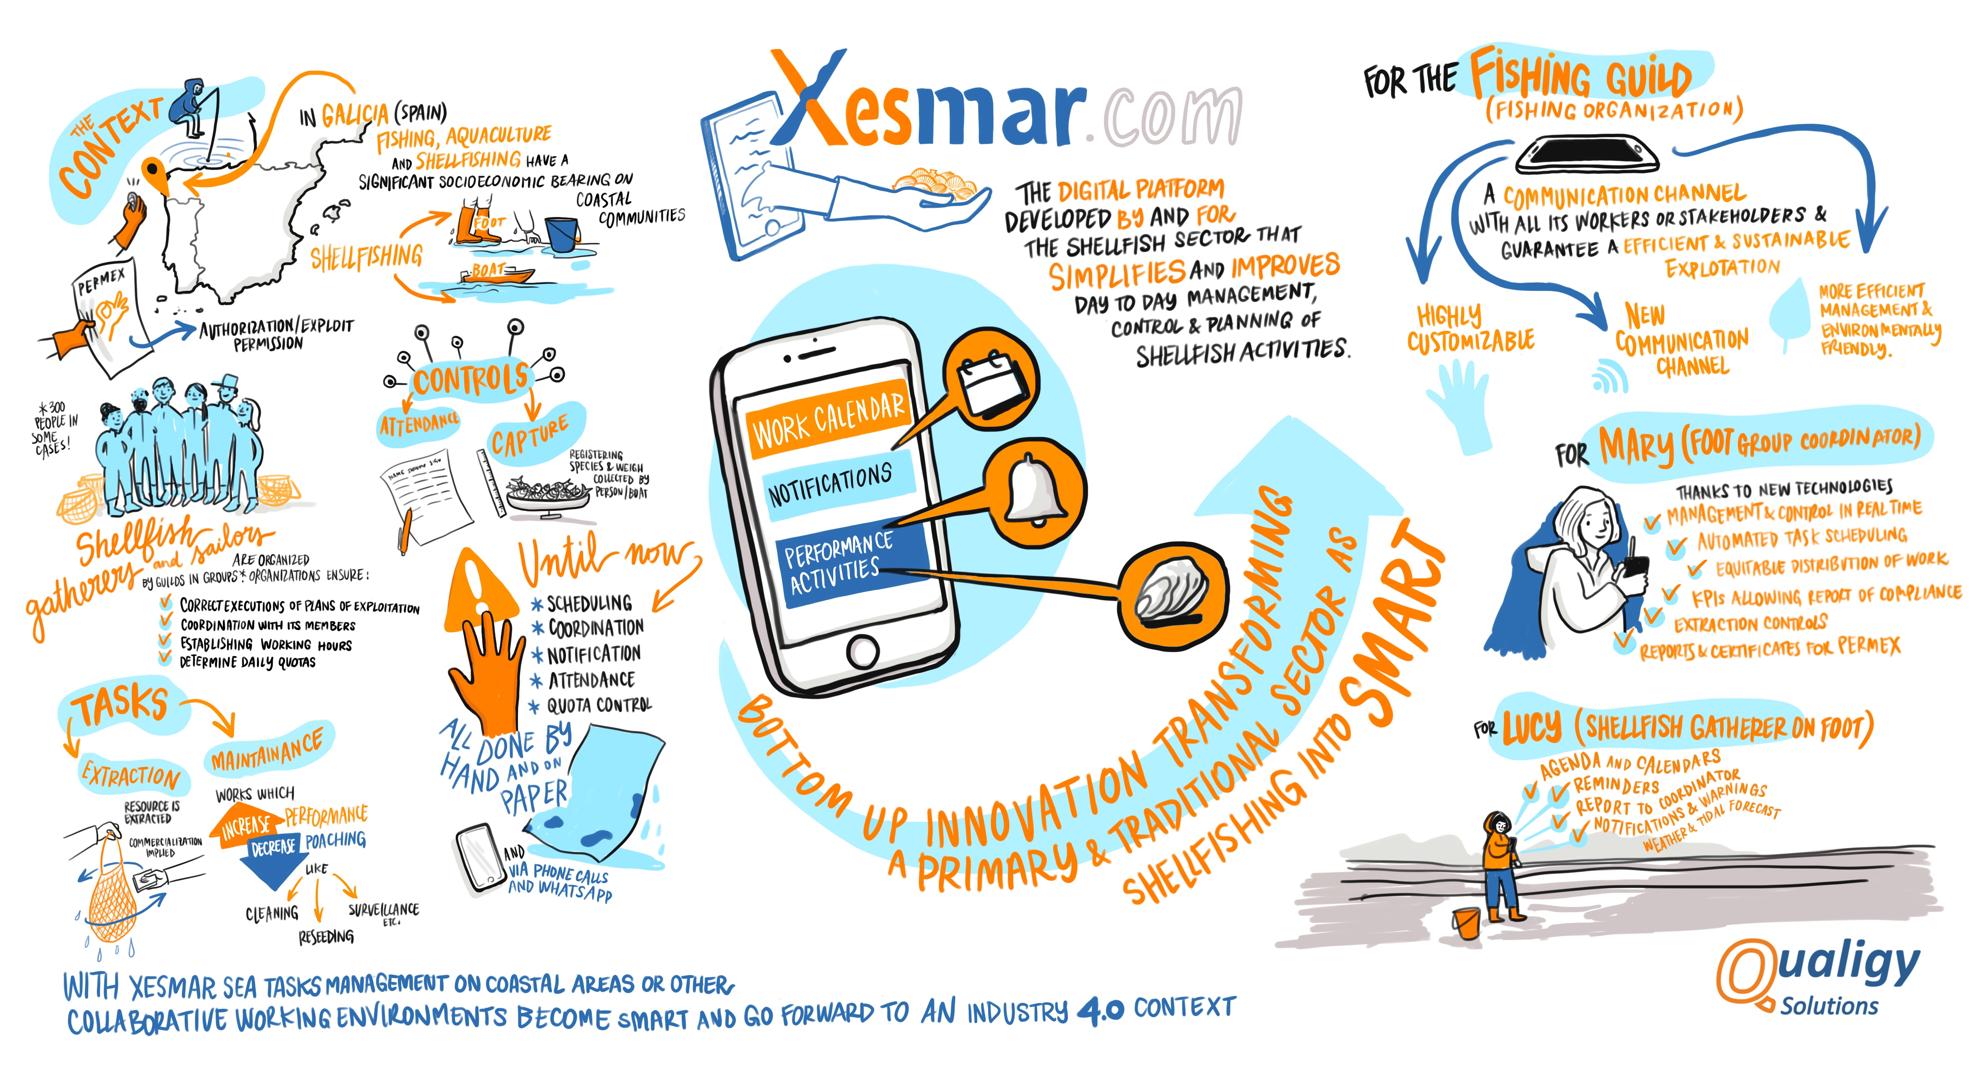 THE
CONTEXT
IN GALICIA (SPAIN)
FISHING, AQUACULTURE
AND SHELLFISHING HAVE A
SIGNIFICANT SOCIOECONOMIC BEARING ON
COASTAL
COMMUNITIES
SHELLFISHING
FOOT
BOAT
PERMEX
AUTHORIZATION/EXPLOIT
PERMISSION
* 300
PEOPLE IN
SOME
CASES!
Shellfish
gatherers and sailors
ARE ORGANIZED
BY GUILDS IN GROUPS* ORGANIZATIONS ENSURE:
CORRECT EXECUTIONS OF PLANS OF EXPLOITATION
COORDINATION WITH ITS MEMBERS
ESTABLISHING WORKING HOURS
DETERMINE DAILY QUOTAS
CONTROLS
ATTENDANCE
CAPTURE
REGISTERING
SPECIES & WEIGH
COLLECTED BY
PERSON/BOAT
TASKS
EXTRACTION
RESOURCE IS
EXTRACTED
COMMERCIALIZATION
IMPLIED
MAINTAINANCE
WORKS WHICH
INCREASE PERFORMANCE
DECREASE POACHING
LIKE
CLEANING
RESEEDING
SURVEILLANCE
ETC.
Until now
* SCHEDULING
* COORDINATION
* NOTIFICATION
* ATTENDANCE
* QUOTA CONTROL
ALL DONE BY
HAND AND ON
PAPER
AND
VIA PHONE CALLS
AND WHATSAPP
Xesmar.com
THE DIGITAL PLATFORM
DEVELOPED BY AND FOR
THE SHELLFISH SECTOR THAT
SIMPLIFIES AND IMPROVES
DAY TO DAY MANAGEMENT,
CONTROL & PLANNING OF
SHELLFISH ACTIVITIES.
WORK CALENDAR
NOTIFICATIONS
PERFORMANCE
ACTIVITIES
BOTTOM UP INNOVATION TRANSFORMING
A PRIMARY & TRADITIONAL SECTOR AS
SHELLFISHING INTO SMART
FOR THE FISHING GUILD
(FISHING ORGANIZATION)
A COMMUNICATION CHANNEL
WITH ALL ITS WORKERS OR STAKEHOLDERS &
GUARANTEE A EFFICIENT & SUSTAINABLE
EXPLOTATION
HIGHLY
CUSTOMIZABLE
NEW
COMMUNICATION
CHANNEL
MORE EFFICIENT
MANAGEMENT &
ENVIRONMENTALLY
FRIENDLY.
FOR MARY (FOOT GROUP COORDINATOR)
THANKS TO NEW TECHNOLOGIES
MANAGEMENT & CONTROL IN REAL TIME
AUTOMATED TASK SCHEDULING
EQUITABLE DISTRIBUTION OF WORK
KPIs ALLOWING REPORT OF COMPLIANCE
EXTRACTION CONTROLS
REPORTS & CERTIFICATES FOR PERMEX
FOR LUCY (SHELLFISH GATHERER ON FOOT)
AGENDA AND CALENDARS
REMINDERS
REPORT TO COORDINATOR
NOTIFICATIONS & WARNINGS
WEATHER & TIDAL FORECAST
WITH XESMAR SEA TASKS MANAGEMENT ON COASTAL AREAS OR OTHER
COLLABORATIVE WORKING ENVIRONMENTS BECOME SMART AND GO FORWARD TO AN INDUSTRY 4.0 CONTEXT
Qualigy
Solutions